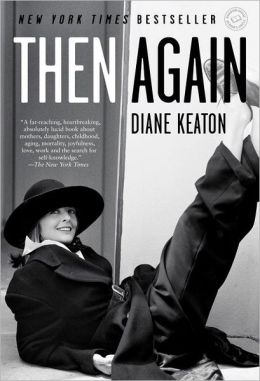 NEW YORK TIMES BESTSELLER
THEN AGAIN
DIANE KEATON
"A far-reaching, heartbreaking,
absolutely lucid book about
mothers, daughters, childhood,
aging, mortality, joyfulness,
love, work and the search for
self-knowledge."
—The New York Times